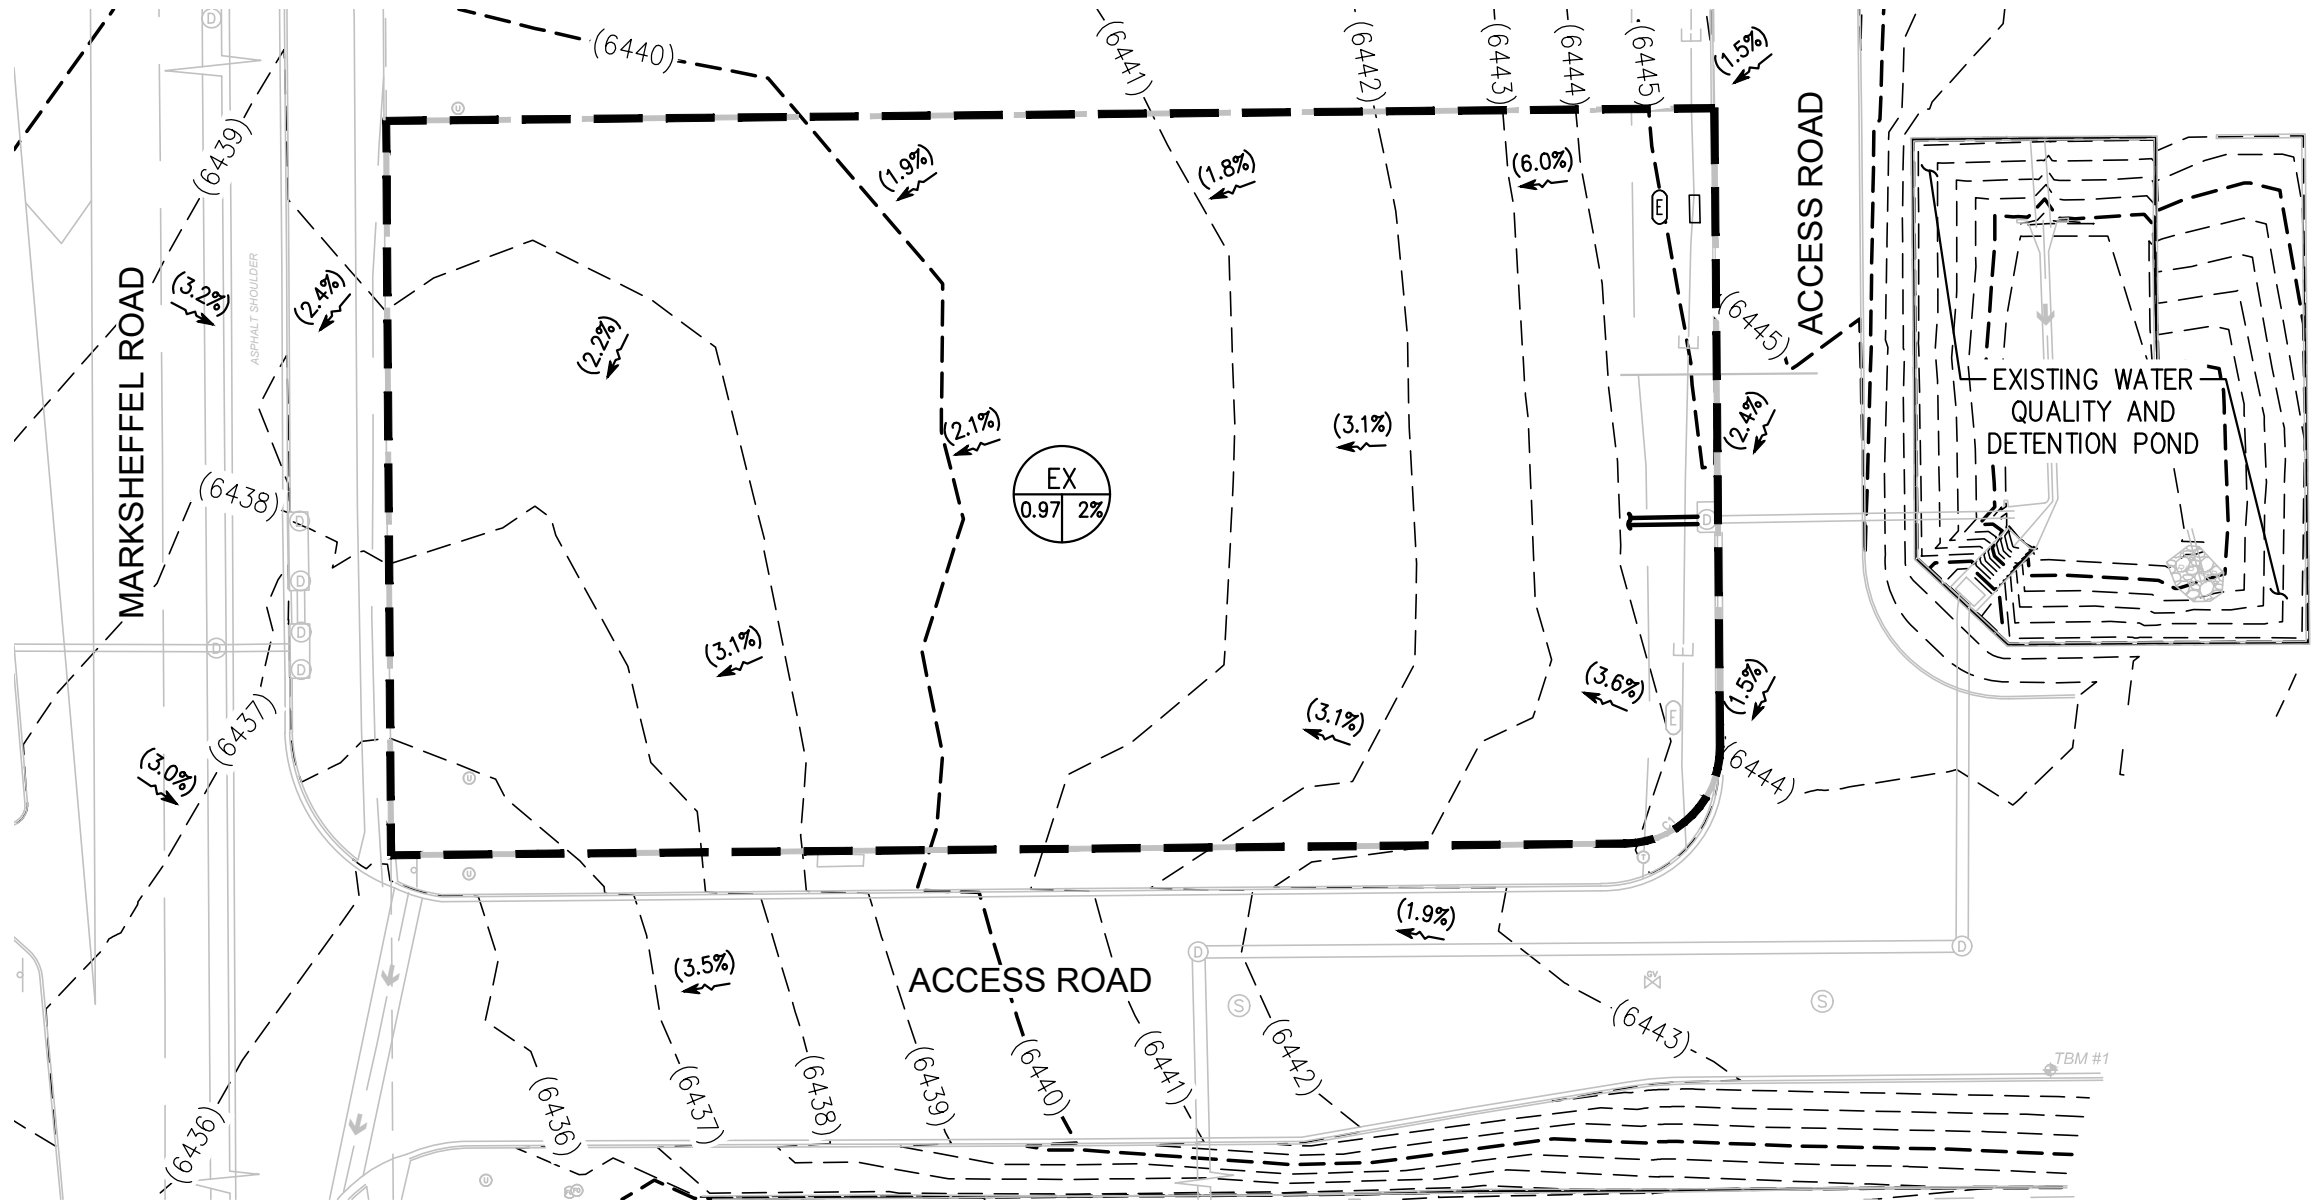 (6440)
(6441)
(6442)
(6443)
(6444)
(6445)
(1.5%)
D
U
(6439)
(1.9%)
(1.8%)
(6.0%)
ACCESS ROAD
E
MARKSHEFFEL ROAD
(3.2%)
ASPHALT SHOULDER
(2.4%)
(2.2%)
(6445)
EXISTING WATER
QUALITY AND
DETENTION POND
(2.1%)
(3.1%)
(2.4%)
EX
0.97 2%
(6438)
D
D
D
D
D
D
(3.1%)
(6437)
(3.0%)
(3.1%)
(3.6%)
E
(1.5%)
(6444)
U
C1
T
U
(1.9%)
(3.5%)
ACCESS ROAD
D
D
S
GV
S
(6443)
TBM #1
(6436)
(6436)
(6437)
(6438)
(6439)
(6440)
(6441)
(6442)
U